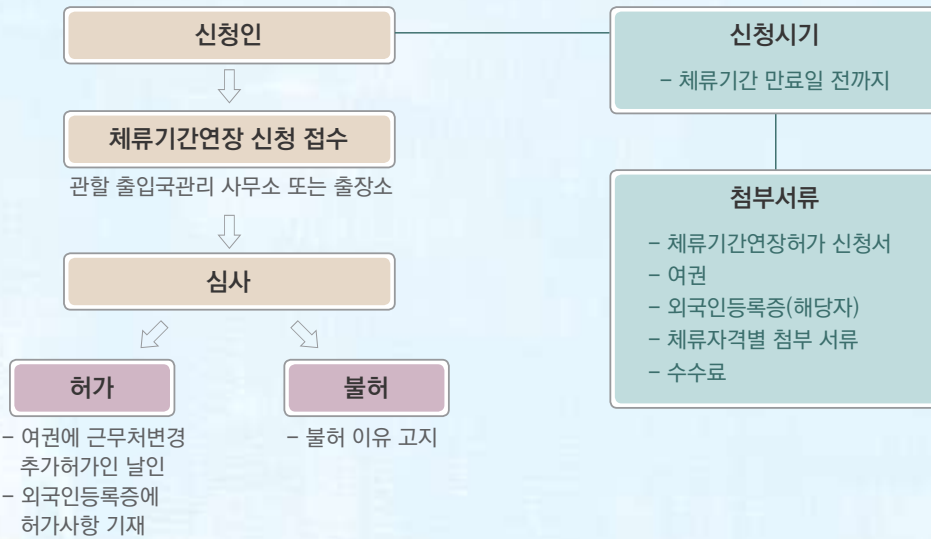 신청인
체류기간연장 신청 접수
관할 출입국관리 사무소 또는 출장소
심사
허가
- 여권에 근무처변경
추가허가인 날인
- 외국인등록증에
허가사항 기재
불허
- 불허 이유 고지
신청시기
- 체류기간 만료일 전까지
첨부서류
- 체류기간연장허가 신청서
- 여권
- 외국인등록증(해당자)
- 체류자격별 첨부 서류
- 수수료